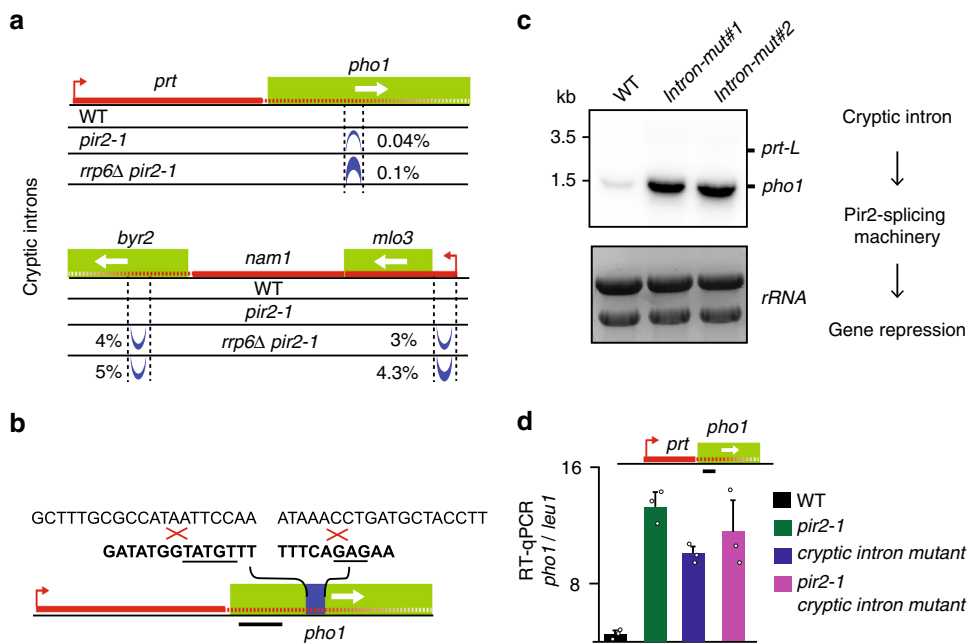 a
prt
pho1
WT
pir2-1
0.04%
rrp6Δ pir2-1
0.1%
Cryptic introns
byr2
nam1
mlo3
WT
pir2-1
4%
rrp6Δ pir2-1
3%
5%
4.3%
b
GCTTTGCGCCATAATTCCAA ATAAACCTGATGCTACCTT
GATATGGTATGTTT TTTCAGAGAA
pho1
c
WT
Intron-mut#1
Intron-mut#2
kb
3.5
1.5
prt-L
pho1
rRNA
Cryptic intron
Pir2-splicing
machinery
Gene repression
d
pho1
prt
16
8
RT-qPCR
pho1/ leu1
WT
pir2-1
cryptic intron mutant
pir2-1
cryptic intron mutant